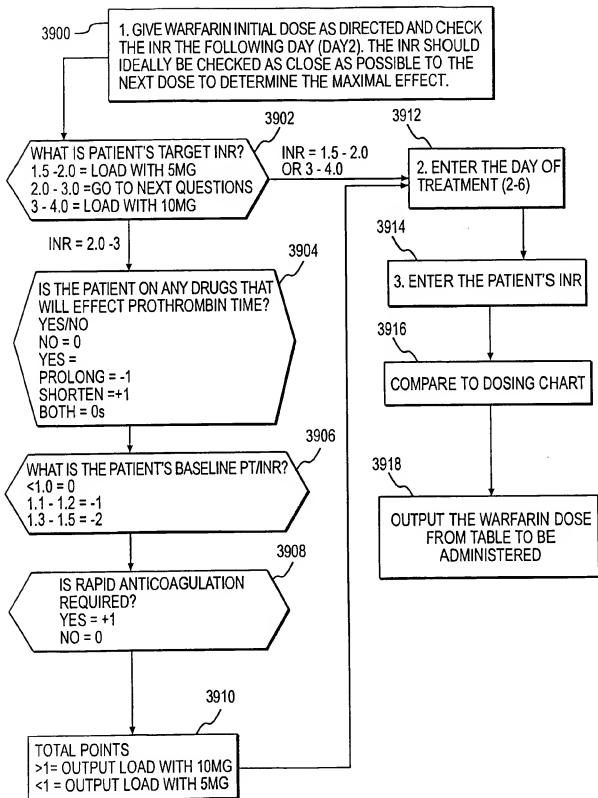 3900
1. GIVE WARFARIN INITIAL DOSE AS DIRECTED AND CHECK
THE INR THE FOLLOWING DAY (DAY2). THE INR SHOULD
IDEALLY BE CHECKED AS CLOSE AS POSSIBLE TO THE
NEXT DOSE TO DETERMINE THE MAXIMAL EFFECT.
3902
WHAT IS PATIENT'S TARGET INR?
1.5 -2.0 = LOAD WITH 5MG
2.0 - 3.0 =GO TO NEXT QUESTIONS
3 - 4.0 = LOAD WITH 10MG
INR = 1.5 - 2.0
OR 3 - 4.0
INR = 2.0 -3
3904
IS THE PATIENT ON ANY DRUGS THAT
WILL EFFECT PROTHROMBIN TIME?
YES/NO
NO = 0
YES =
PROLONG = -1
SHORTEN =+1
BOTH = 0s
3906
WHAT IS THE PATIENT'S BASELINE PT/INR?
<1.0 = 0
1.1 - 1.2 = -1
1.3 - 1.5 = -2
3908
IS RAPID ANTICOAGULATION
REQUIRED?
YES = +1
NO = 0
3910
TOTAL POINTS
>1= OUTPUT LOAD WITH 10MG
<1 = OUTPUT LOAD WITH 5MG
3912
2. ENTER THE DAY OF
TREATMENT (2-6)
3914
3. ENTER THE PATIENT'S INR
3916
COMPARE TO DOSING CHART
3918
OUTPUT THE WARFARIN DOSE
FROM TABLE TO BE
ADMINISTERED